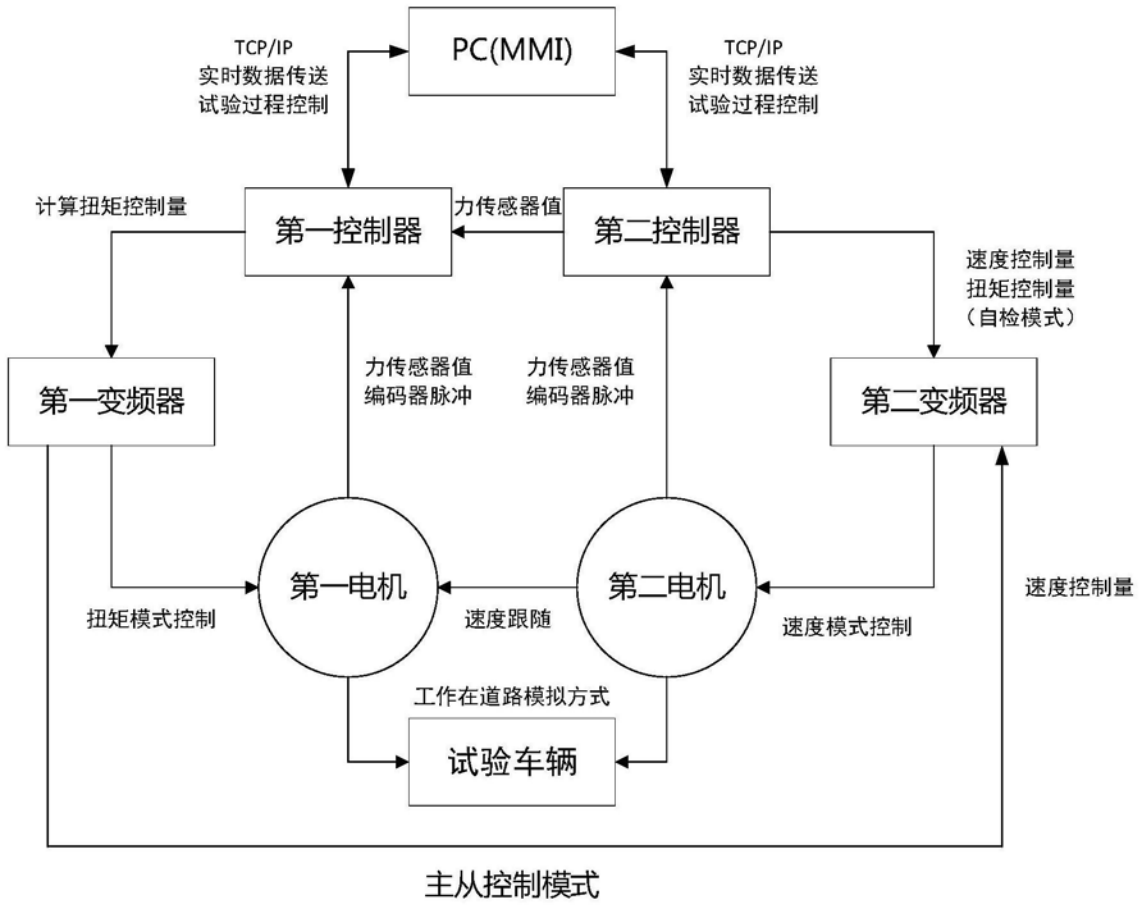 PC(MMI)
TCP/IP
实时数据传送
试验过程控制
TCP/IP
实时数据传送
试验过程控制
计算扭矩控制量
第一控制器
力传感器值
第二控制器
速度控制量
扭矩控制量
（自检模式）
第一变频器
力传感器值
编码器脉冲
力传感器值
编码器脉冲
第二变频器
第一电机
第二电机
扭矩模式控制
速度跟随
速度模式控制
速度控制量
工作在道路模拟方式
试验车辆
主从控制模式